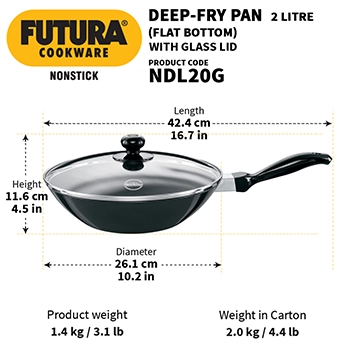 FUTURA®
COOKWARE
NONSTICK
DEEP-FRY PAN 2 LITRE
(FLAT BOTTOM)
WITH GLASS LID
PRODUCT CODE
NDL20G
Length
42.4 cm
16.7 in
Height
11.6 cm
4.5 in
Diameter
26.1 cm
10.2 in
Product weight
1.4 kg / 3.1 lb
Weight in Carton
2.0 kg / 4.4 lb